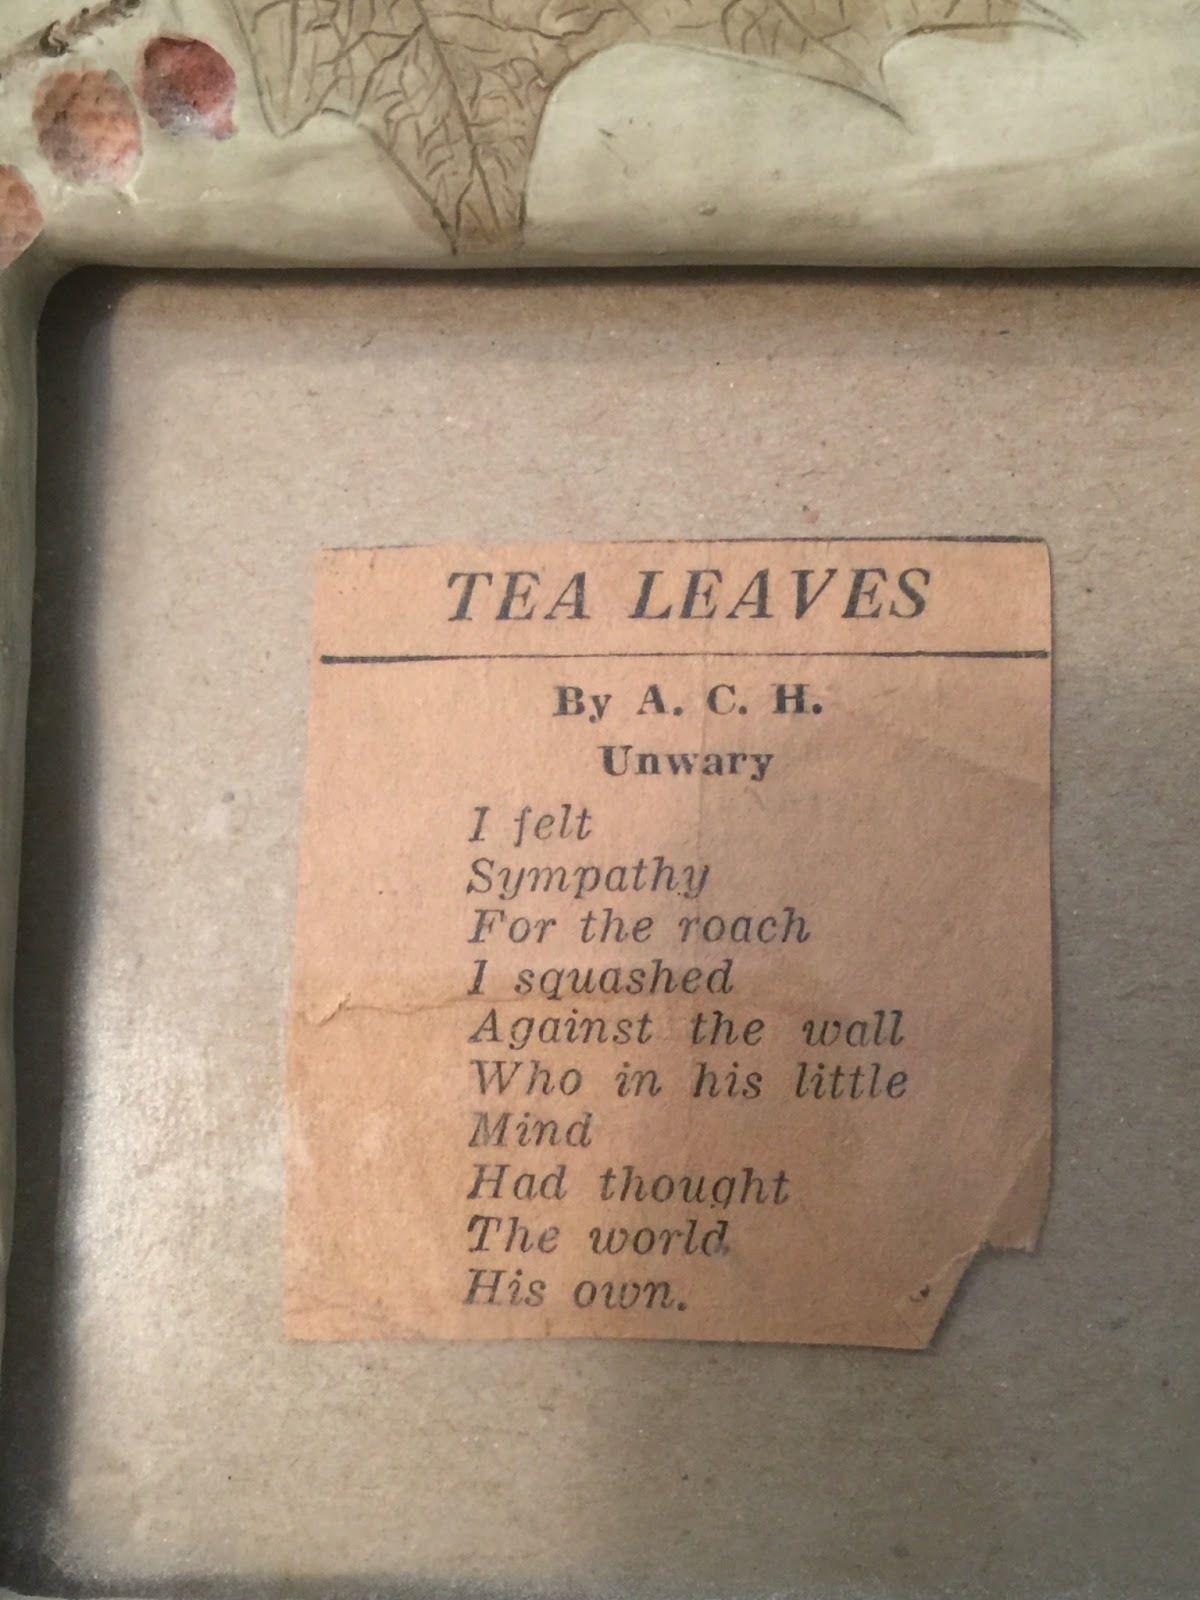 TEA LEAVES
By A. C. H.
Unwary
I felt
Sympathy
For the roach
I squashed
Against the wall
Who in his little
Mind
Had thought
The world
His own.